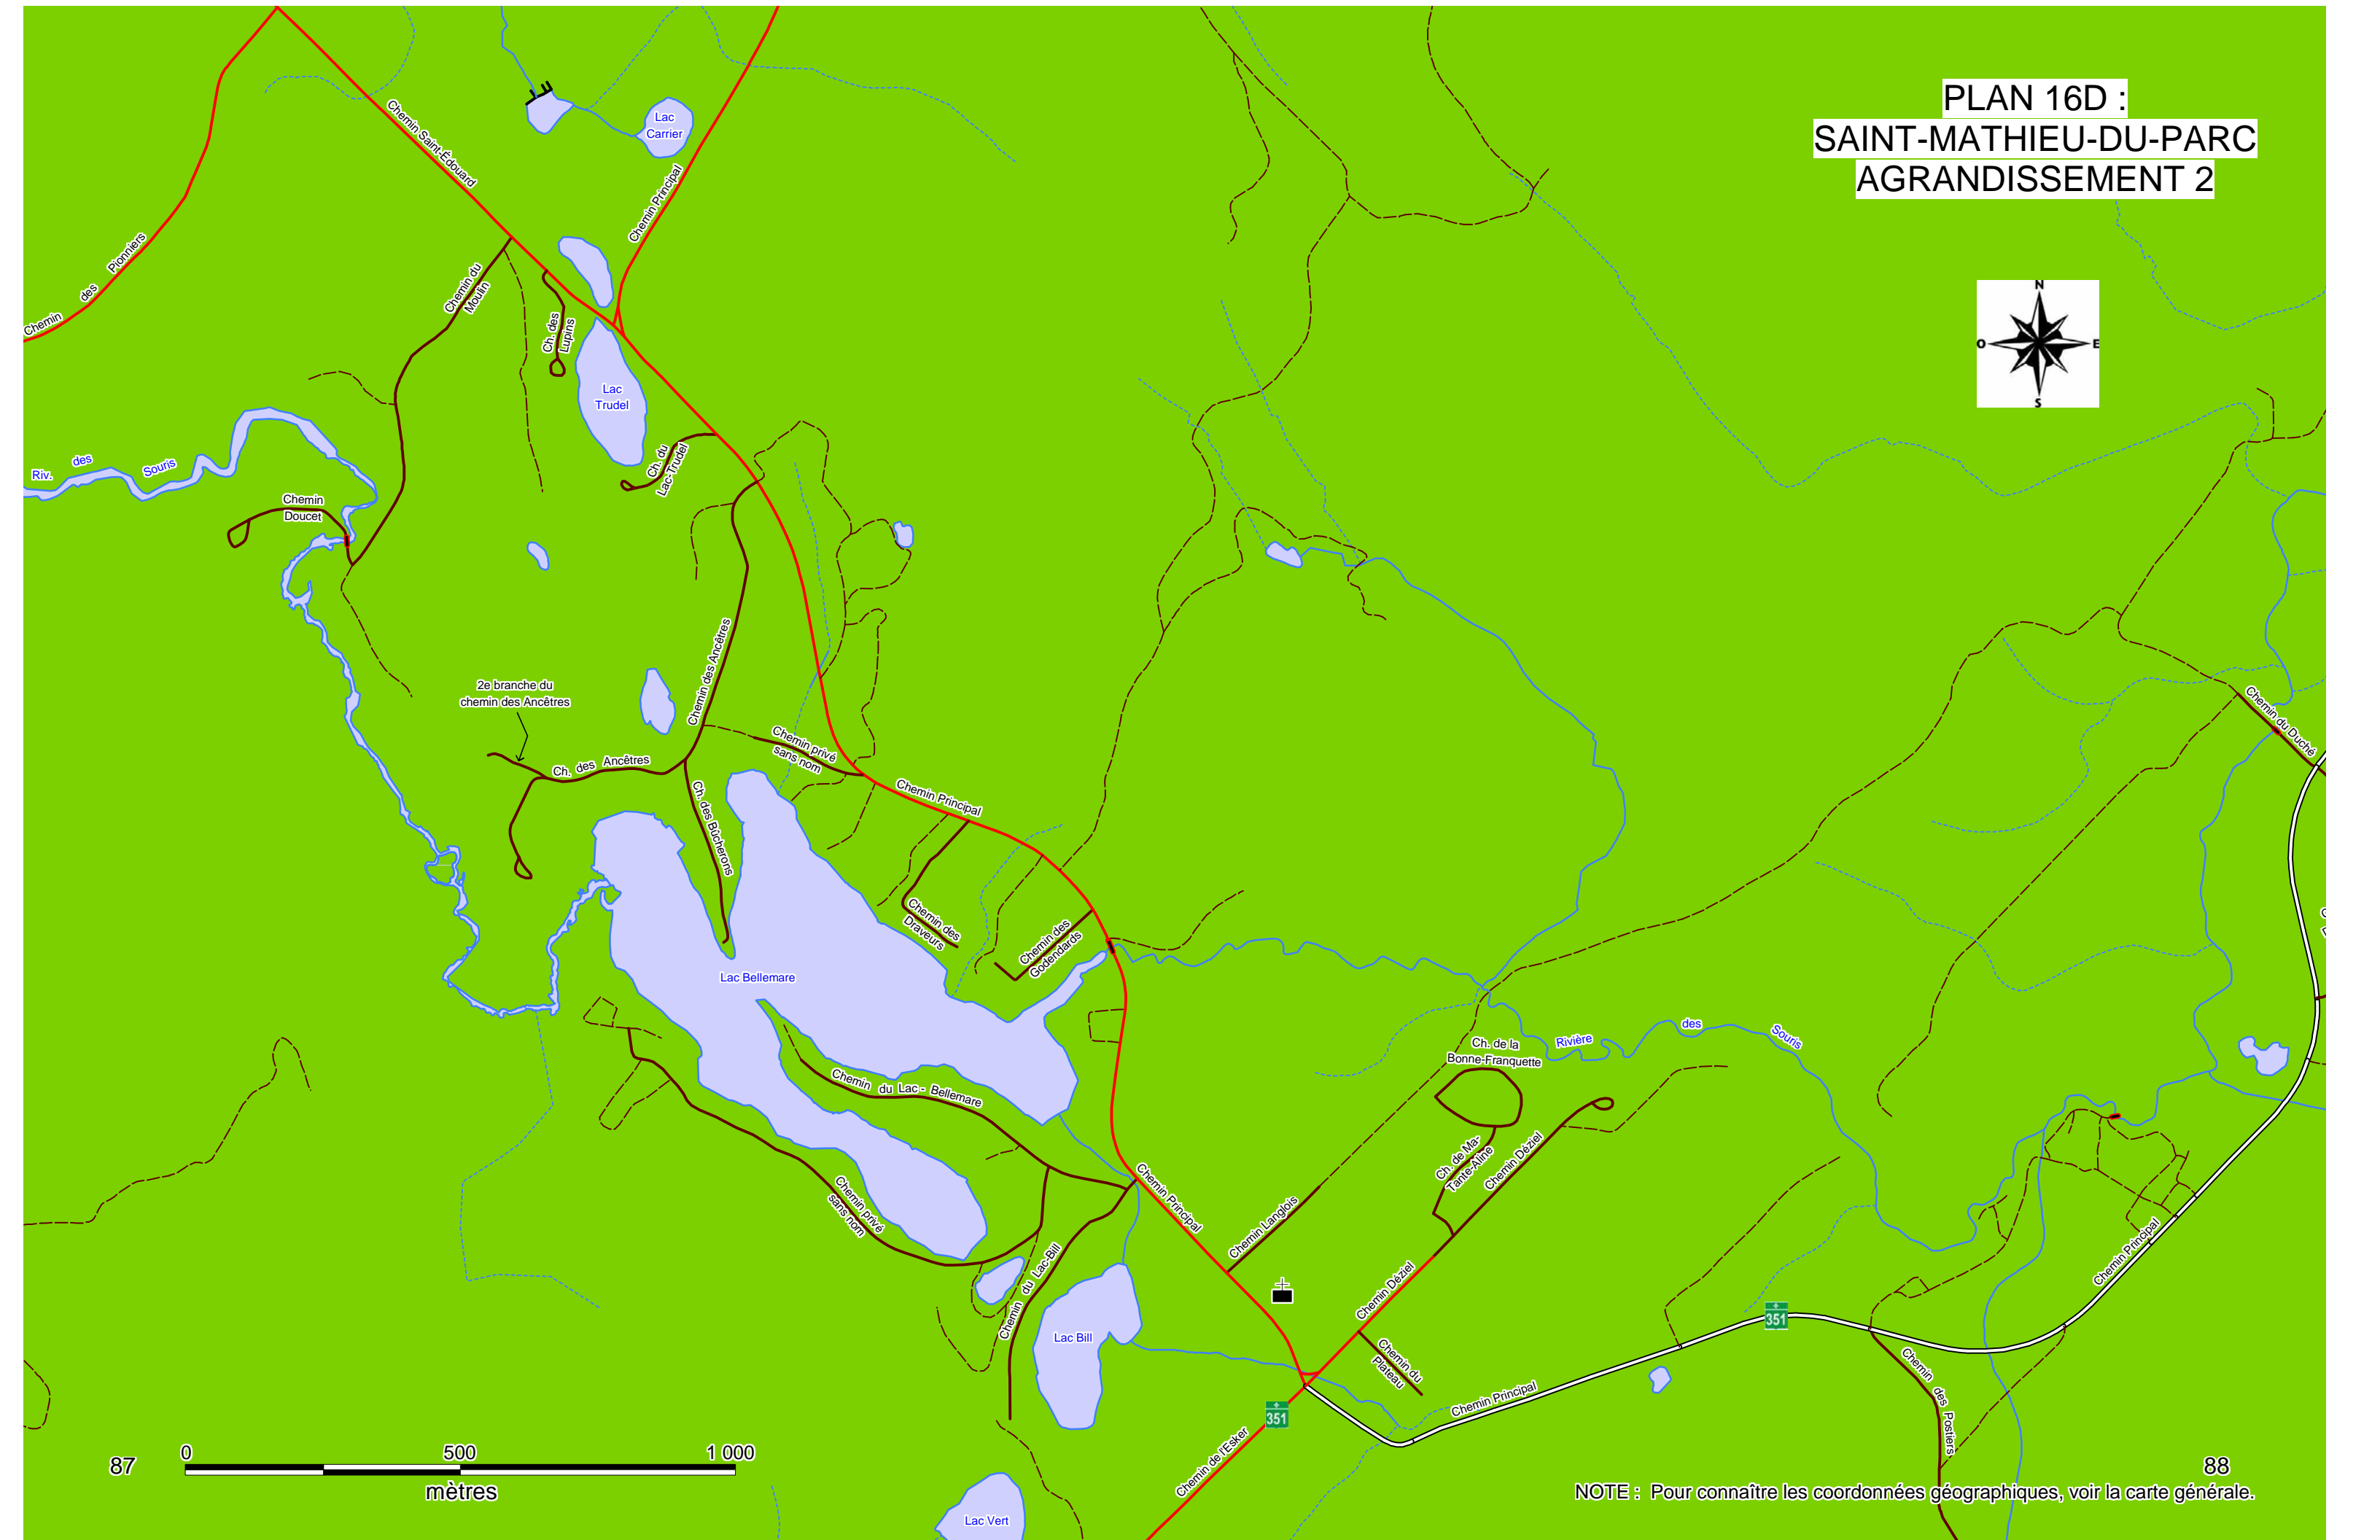 PLAN 16D :
SAINT-MATHIEU-DU-PARC
AGRANDISSEMENT 2
N
O
E
S
Chemin Saint-Édouard
Lac
Carrier
Chemin Principal
Chemin des Pionniers
Chemin du
Moulin
Ch. des
Lupins
Lac
Trudel
Ch. du
Lac-Trudel
Riv. des Souris
Chemin
Doucet
Chemin des Ancêtres
2e branche du
chemin des Ancêtres
Ch. des Ancêtres
Chemin privé
sans nom
Ch. des Bûcherons
Chemin Principal
Chemin des
Draveurs
Chemin des
Godendards
Lac Bellemare
Chemin du Lac - Bellemare
Chemin privé
sans nom
Chemin du Lac-Bill
Lac Bill
Chemin Principal
Chemin Langlois
Ch. de la
Bonne-Franquette
Ch. de Ma-
Tante-Aline
Chemin Déziel
Chemin Déziel
Chemin du
Plateau
Rivière des Souris
Chemin du Duché
Chemin Principal
351
Chemin Principal
351
Chemin des Postiers
Chemin de l'Esker
Lac Vert
0 500 1 000
mètres
87
88
NOTE : Pour connaître les coordonnées géographiques, voir la carte générale.